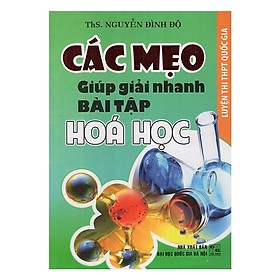 ThS. NGUYỄN ĐÌNH ĐỘ
CÁC MẸO
Giúp giải nhanh
BÀI TẬP
HOÁ HỌC
LUYỆN THI THPT QUỐC GIA
NHÀ XUẤT BẢN
ĐẠI HỌC QUỐC GIA HÀ NỘI